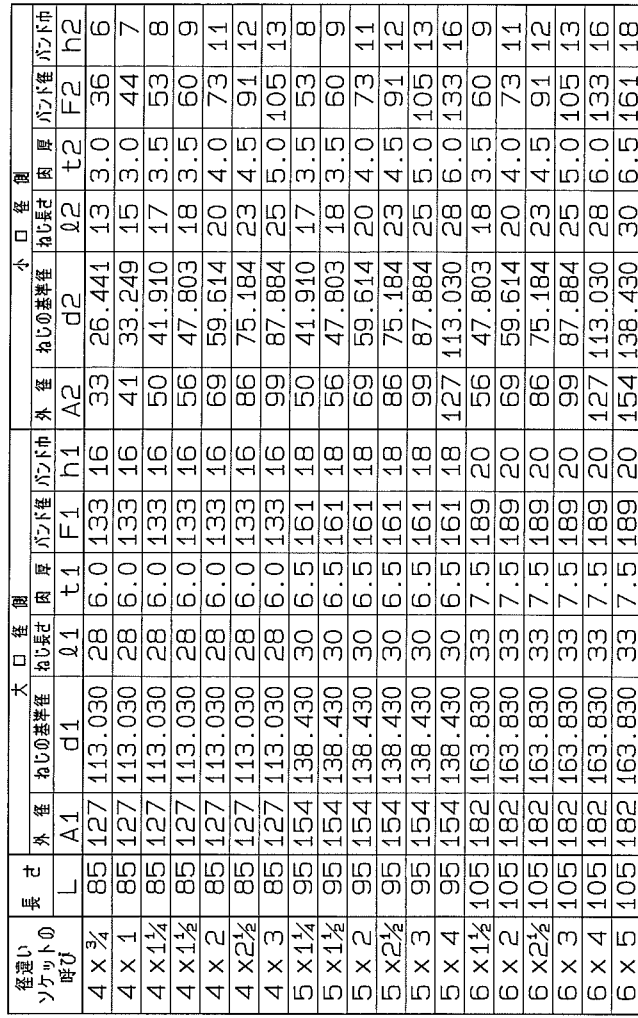 径違いソケットの呼び 長さ 大口径側 小口径側
外径 ねじの基準径 ねじ長さ 肉厚 バンド径 バンド巾 外径 ねじの基準径 ねじ長さ 肉厚 バンド径 バンド巾
L A1 d1 ℓ1 t1 F1 h1 A2 d2 ℓ2 t2 F2 h2
4 x 3/4 85 127 113.030 28 6.0 133 16 33 26.441 13 3.0 36 6
4 x 1 85 127 113.030 28 6.0 133 16 41 33.249 15 3.0 44 7
4 x1 1/4 85 127 113.030 28 6.0 133 16 50 41.910 17 3.5 53 8
4 x1 1/2 85 127 113.030 28 6.0 133 16 56 47.803 18 3.5 60 9
4 x 2 85 127 113.030 28 6.0 133 16 69 59.614 20 4.0 73 11
4 x2 1/2 85 127 113.030 28 6.0 133 16 86 75.184 23 4.5 91 12
4 x 3 85 127 113.030 28 6.0 133 16 99 87.884 25 5.0 105 13
5 x1 1/4 95 154 138.430 30 6.5 161 18 50 41.910 17 3.5 53 8
5 x1 1/2 95 154 138.430 30 6.5 161 18 56 47.803 18 3.5 60 9
5 x 2 95 154 138.430 30 6.5 161 18 69 59.614 20 4.0 73 11
5 x2 1/2 95 154 138.430 30 6.5 161 18 86 75.184 23 4.5 91 12
5 x 3 95 154 138.430 30 6.5 161 18 99 87.884 25 5.0 105 13
5 x 4 95 154 138.430 30 6.5 161 18 127 113.030 28 6.0 133 16
6 x1 1/2 105 182 163.830 33 7.5 189 20 56 47.803 18 3.5 60 9
6 x 2 105 182 163.830 33 7.5 189 20 69 59.614 20 4.0 73 11
6 x2 1/2 105 182 163.830 33 7.5 189 20 86 75.184 23 4.5 91 12
6 x 3 105 182 163.830 33 7.5 189 20 99 87.884 25 5.0 105 13
6 x 4 105 182 163.830 33 7.5 189 20 127 113.030 28 6.0 133 16
6 x 5 105 182 163.830 33 7.5 189 20 154 138.430 30 6.5 161 18